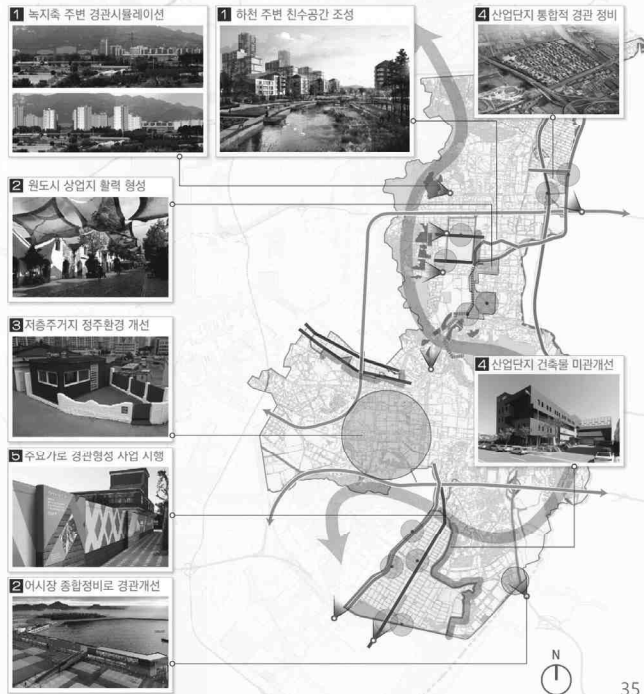 1 녹지축 주변 경관시뮬레이션
1 하천 주변 친수공간 조성
4 산업단지 통합적 경관 정비
2 원도시 상업지 활력 형성
3 저층주거지 정주환경 개선
4 산업단지 건축물 미관개선
5 주요가로 경관형성 사업 시행
2 어시장 종합정비로 경관개선
N
35